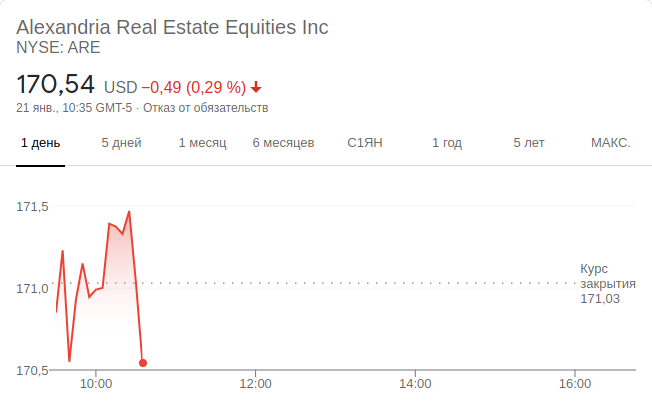 Alexandria Real Estate Equities Inc
NYSE: ARE
170,54 USD −0,49 (0,29 %)
21 янв., 10:35 GMT-5 · Отказ от обязательств
1 день 5 дней 1 месяц 6 месяцев С1ЯН 1 год 5 лет МАКС.
171,5
171,0
170,5
Курс
закрытия
171,03
10:00 12:00 14:00 16:00